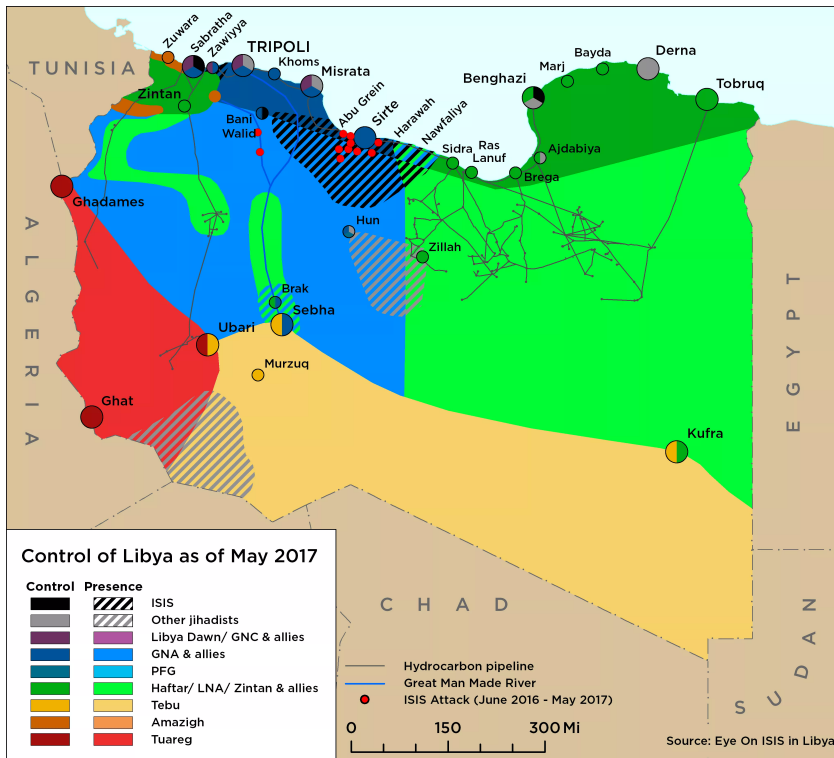 Zuwara
Sabratha
Zawiyya
TRIPOLI
Khoms
Misrata
TUNISIA
Zintan
Bani
Walid
Abu Grein
Sirte
Harawah
Nawfaliya
Sidra
Ras
Lanuf
Brega
Ajdabiya
Benghazi
Marj
Bayda
Derna
Tobruq
Ghadames
Hun
Zillah
Brak
Sebha
Ubari
Murzuq
Ghat
Kufra
ALGERIA
EGYPT
CHAD
SUDAN
Control of Libya as of May 2017
Control Presence
ISIS
Other jihadists
Libya Dawn/ GNC & allies
GNA & allies
PFG
Haftar/ LNA/ Zintan & allies
Tebu
Amazigh
Tuareg
Hydrocarbon pipeline
Great Man Made River
ISIS Attack (June 2016 - May 2017)
0 150 300 Mi
Source: Eye On ISIS in Libya